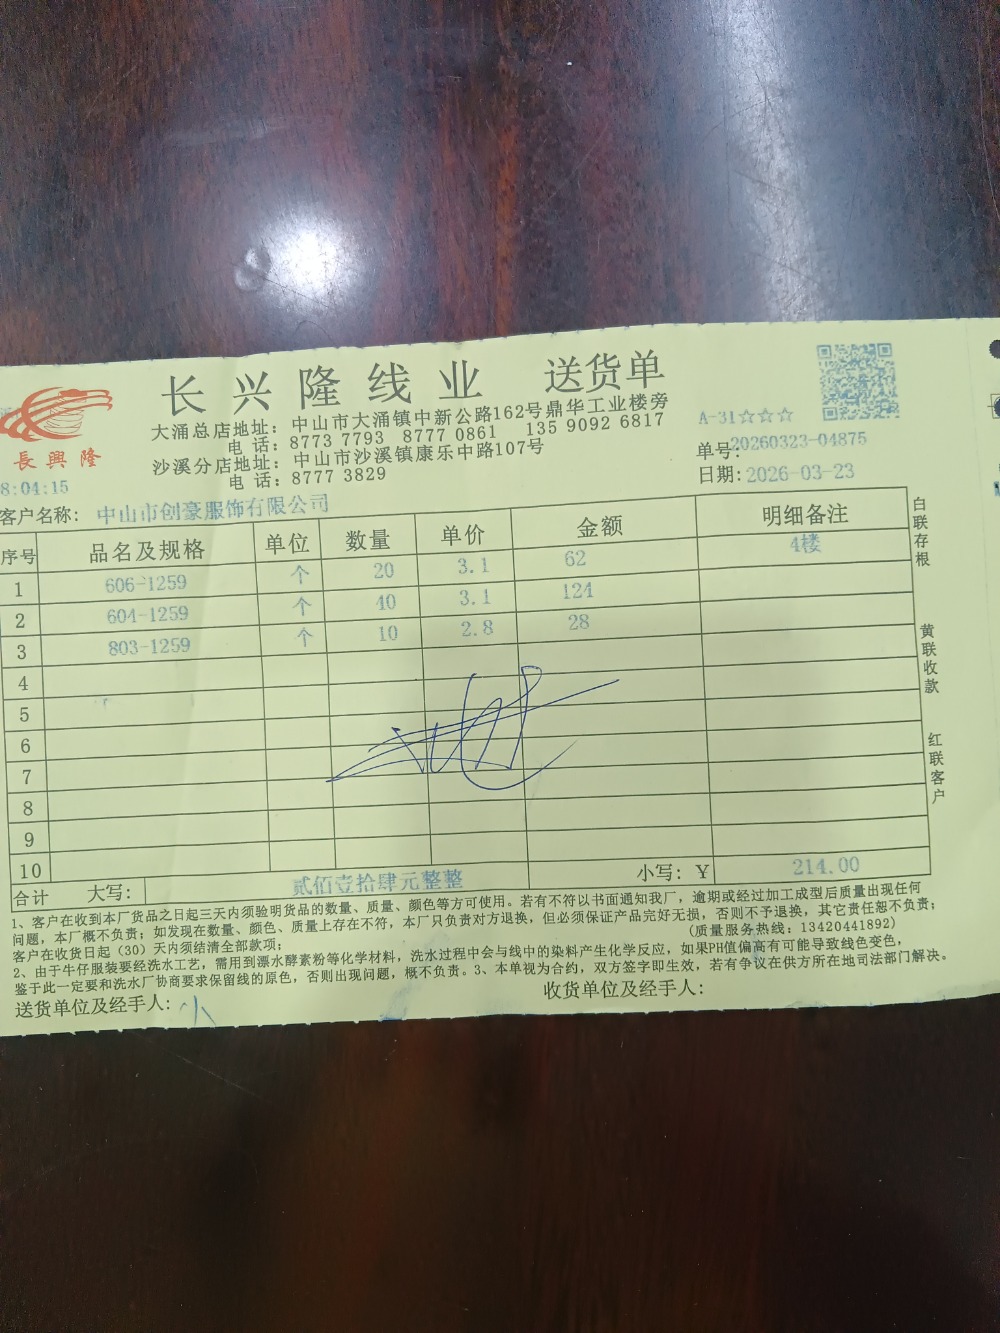 长兴隆线业 送货单
大涌总店地址：中山市大涌镇中新公路162号鼎华工业楼旁
电 话：8773 7793 8777 0861 135 9092 6817
沙溪分店地址：中山市沙溪镇康乐中路107号
电 话：8777 3829
長興隆
8:04:15
A-31☆☆☆
单号:20260323-04875
日期:2026-03-23
客户名称: 中山市创豪服饰有限公司
序号 品名及规格 单位 数量 单价 金额 明细备注
1 606-1259 个 20 3.1 62 4楼
2 604-1259 个 40 3.1 124
3 803-1259 个 10 2.8 28
4
5
6
7
8
9
10
合计 大写: 贰佰壹拾肆元整整 小写: ¥ 214.00
白联存根
黄联收款
红联客户
1、客户在收到本厂货品之日起三天内须验明货品的数量、质量、颜色等方可使用。若有不符以书面通知我厂，逾期或经过加工成型后质量出现任何
问题，本厂概不负责；如发现在数量、颜色、质量上存在不符，本厂只负责对方退换，但必须保证产品完好无损，否则不予退换，其它责任恕不负责；
客户在收货日起（30）天内须结清全部款项； (质量服务热线：13420441892)
2、由于牛仔服装要经洗水工艺，需用到漂水酵素粉等化学材料，洗水过程中会与线中的染料产生化学反应，如果PH值偏高有可能导致线色变色，
鉴于此一定要和洗水厂协商要求保留线的原色，否则出现问题，概不负责。3、本单视为合约，双方签字即生效，若有争议在供方所在地司法部门解决。
送货单位及经手人: 小
收货单位及经手人: